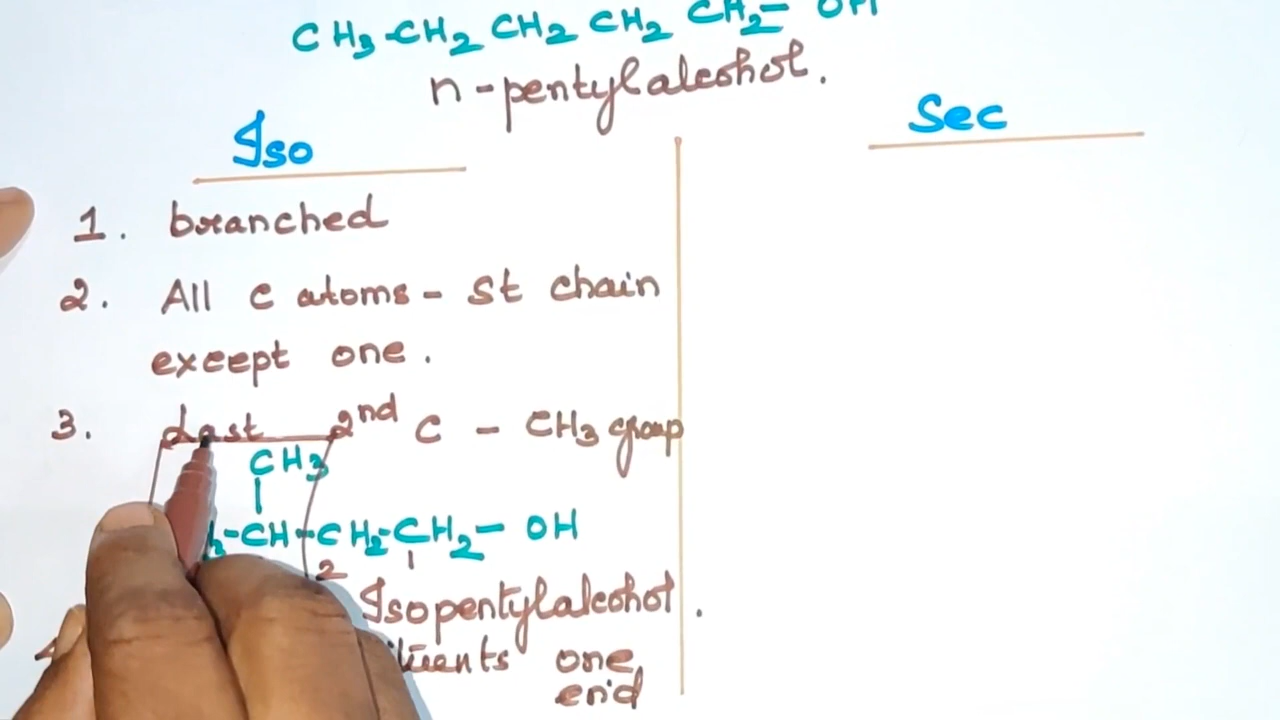 CH3-CH2 CH2 CH2 CH2-OH
n-pentylalcohol.
Iso
Sec
1. branched
2. All C atoms - St chain
except one.
3. Last 2nd C - CH3 group
CH3
-CH-CH2-CH2-OH
2 1
Isopentylalcohol.
one
end